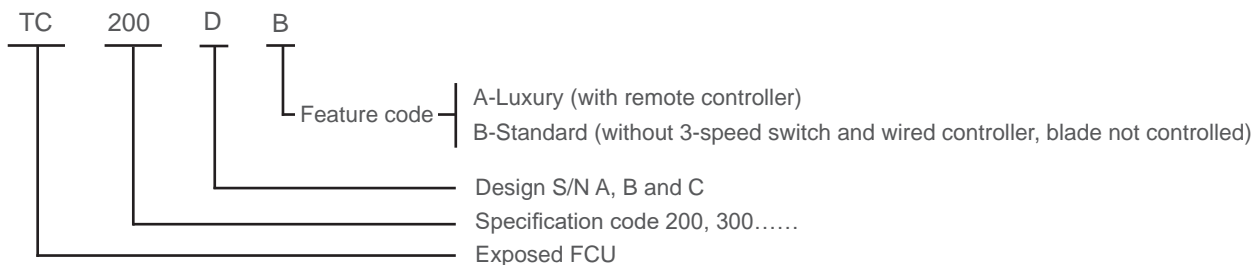 TC 200 D B
A-Luxury (with remote controller)
Feature code
B-Standard (without 3-speed switch and wired controller, blade not controlled)
Design S/N A, B and C
Specification code 200, 300......
Exposed FCU